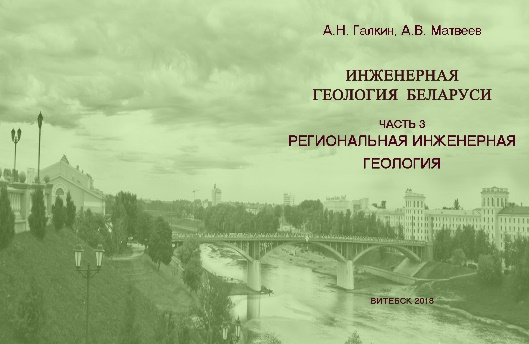 А.Н. Галкин, А.В. Матвеев
ИНЖЕНЕРНАЯ
ГЕОЛОГИЯ БЕЛАРУСИ
ЧАСТЬ 3
РЕГИОНАЛЬНАЯ ИНЖЕНЕРНАЯ
ГЕОЛОГИЯ
ВИТЕБСК 2018